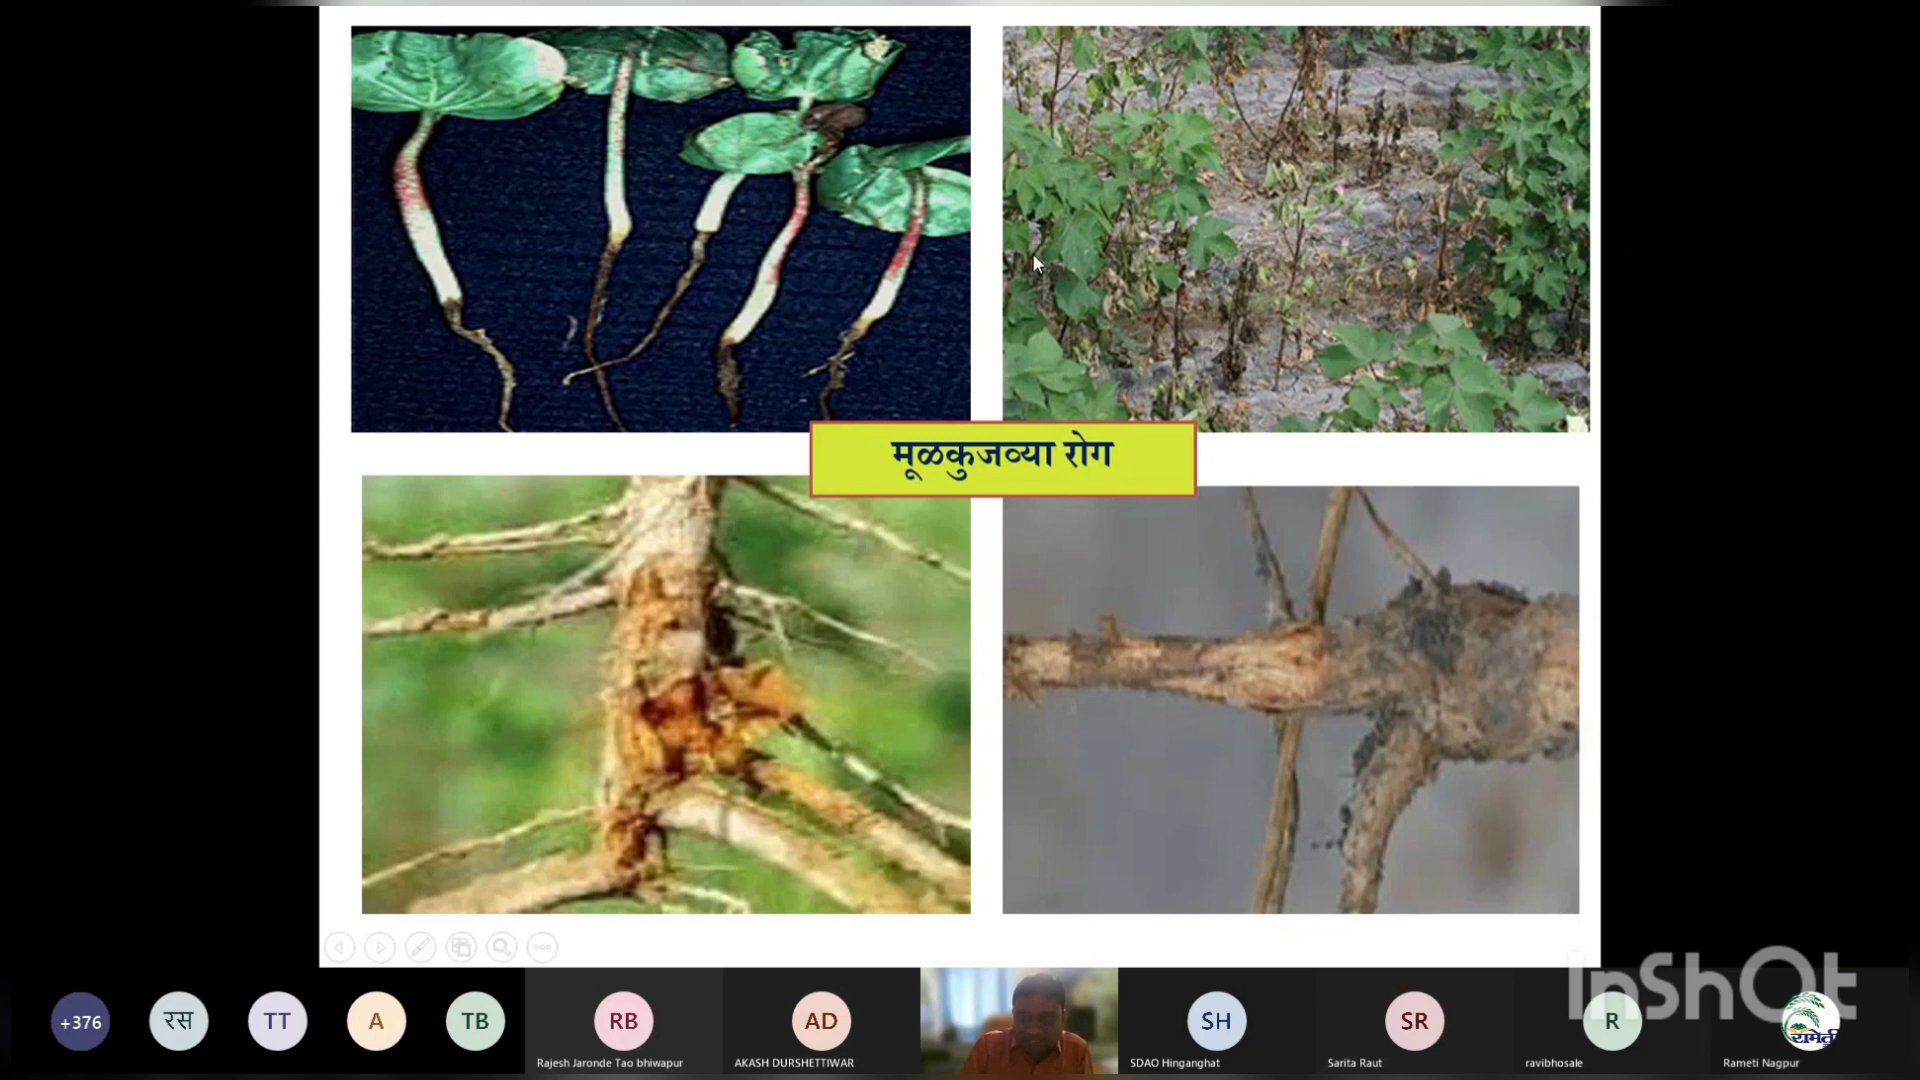 मूळकुजव्या रोग
+376
रस
TT
A
TB
RB
Rajesh Jaronde Tao bhiwapur
AD
AKASH DURSHETTIWAR
SH
SDAO Hinganghat
SR
Sarita Raut
R
ravibhosale
रामेती
Rameti Nagpur
InShOt